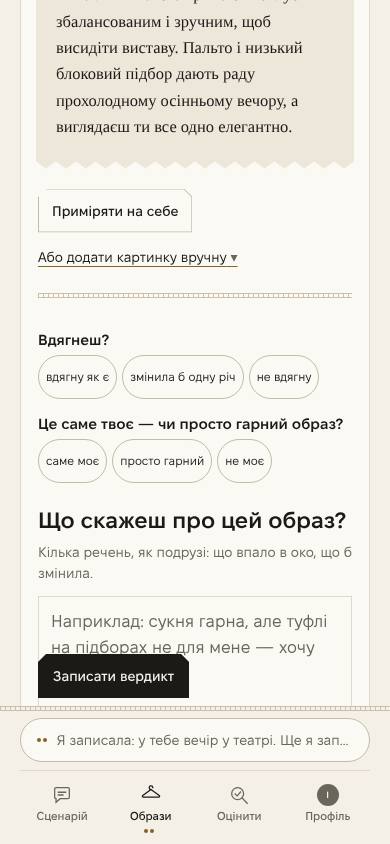 збалансованим і зручним, щоб
висидіти виставу. Пальто і низький
блоковий підбор дають раду
прохолодному осінньому вечору, а
виглядаєш ти все одно елегантно.
Приміряти на себе
Або додати картинку вручну ▾
Вдягнеш?
вдягну як є
змінила б одну річ
не вдягну
Це саме твоє — чи просто гарний образ?
саме моє
просто гарний
не моє
Що скажеш про цей образ?
Кілька речень, як подрузі: що впало в око, що б
змінила.
Наприклад: сукня гарна, але туфлі
на підборах не для мене — хочу
Записати вердикт
Я записала: у тебе вечір у театрі. Ще я зап…
Сценарій
Образи
Оцінити
І
Профіль